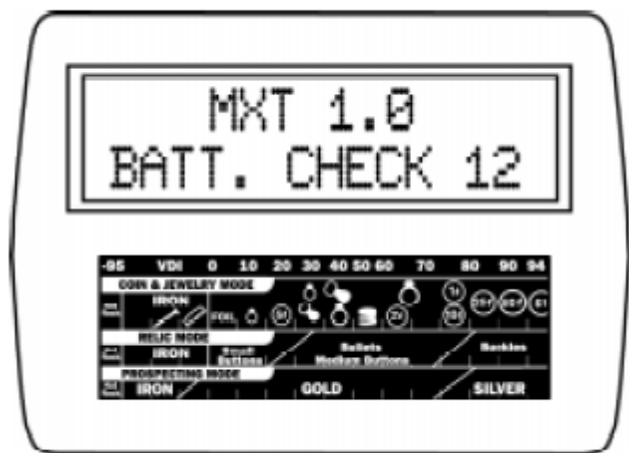 MXT 1.0
BATT. CHECK 12
-95 VDI 0 10 20 30 40 50 60 70 80 90 94
COIN & JEWELRY MODE
IRON
FOIL 5¢ ZV 1¢ 10¢ 25¢ 50¢ $1
RELIC MODE
IRON Small Buttons Bullets Medium Buttons Buckles
PROSPECTING MODE
IRON GOLD SILVER